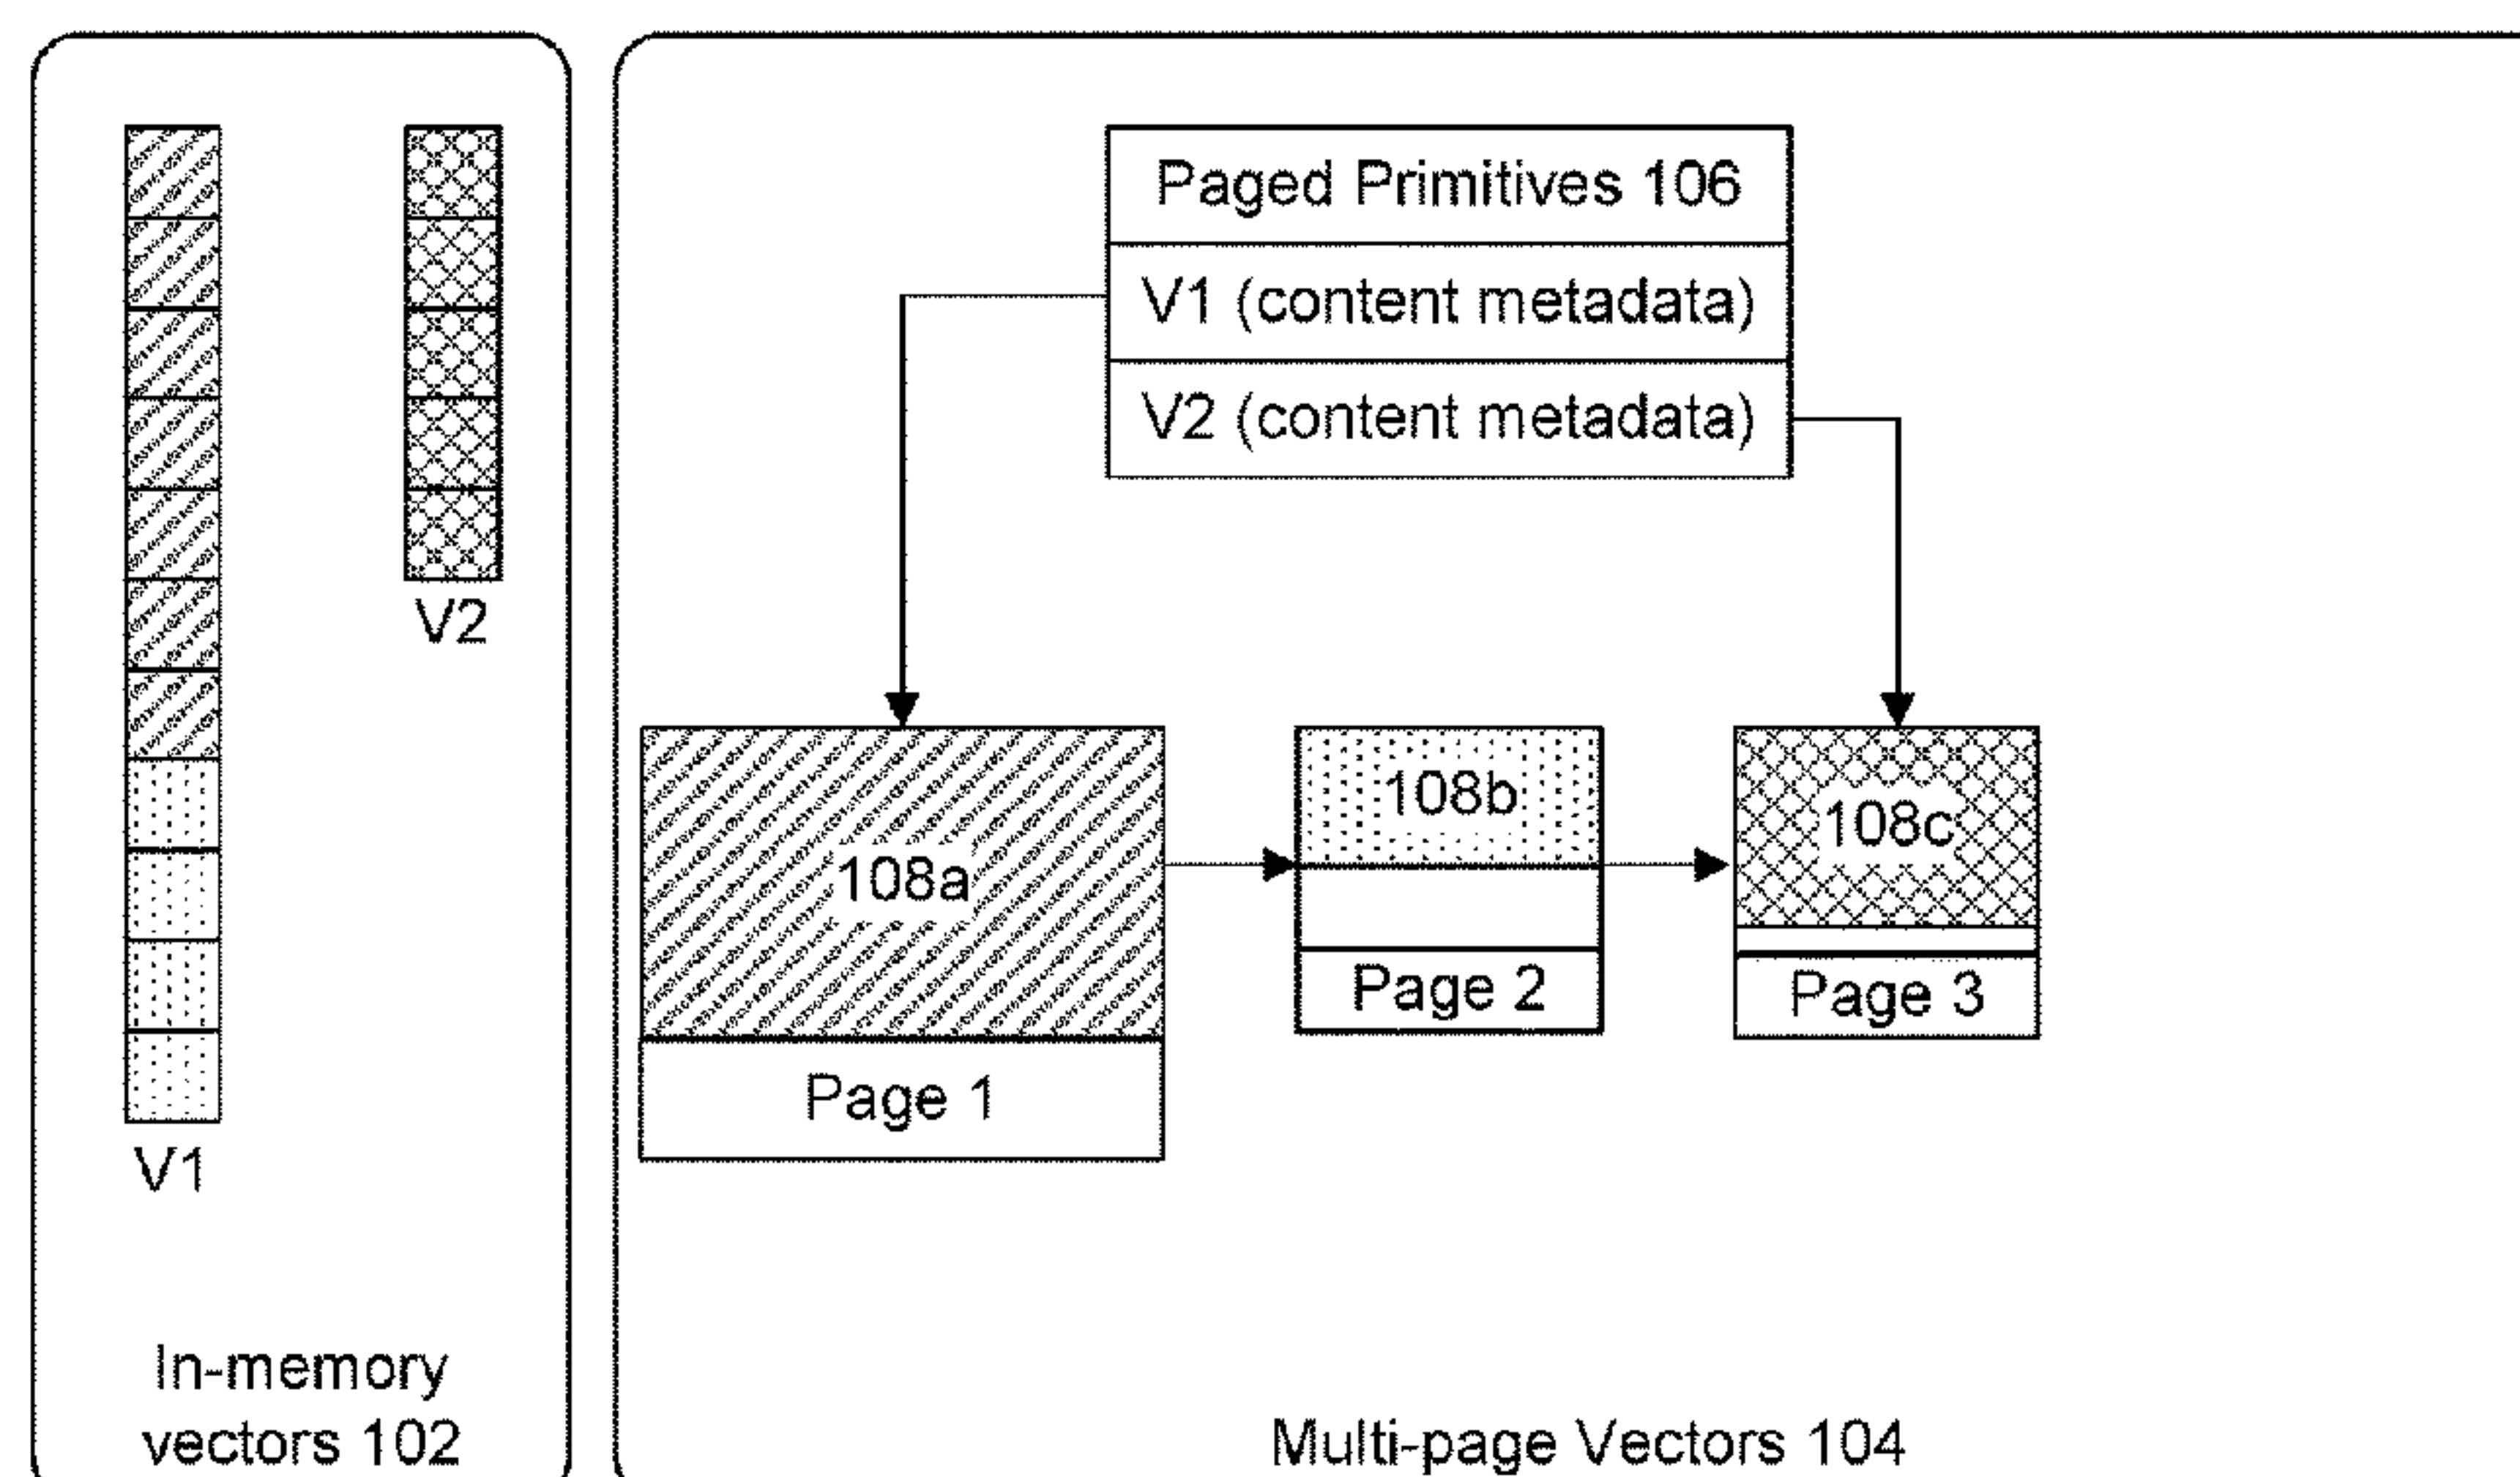 V2
V1
In-memory
vectors 102
Paged Primitives 106
V1 (content metadata)
V2 (content metadata)
108a
Page 1
108b
Page 2
108c
Page 3
Multi-page Vectors 104